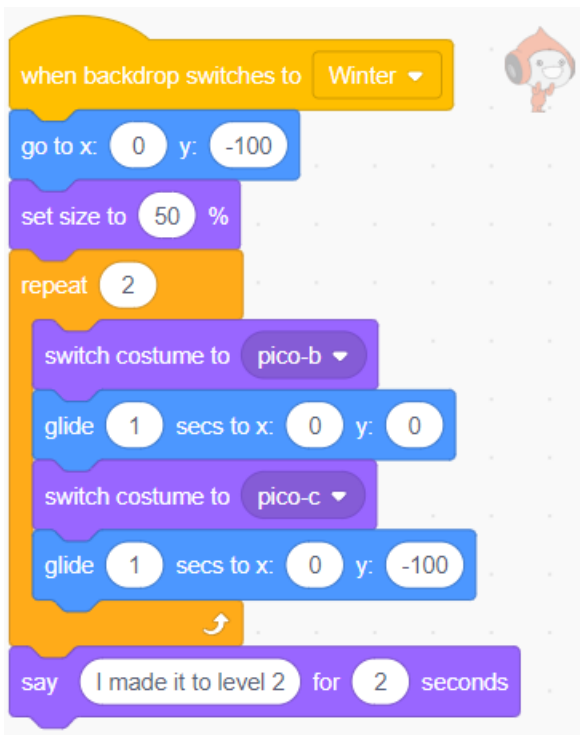 when backdrop switches to Winter
go to x: 0 y: -100
set size to 50 %
repeat 2
switch costume to pico-b
glide 1 secs to x: 0 y: 0
switch costume to pico-c
glide 1 secs to x: 0 y: -100
say I made it to level 2 for 2 seconds